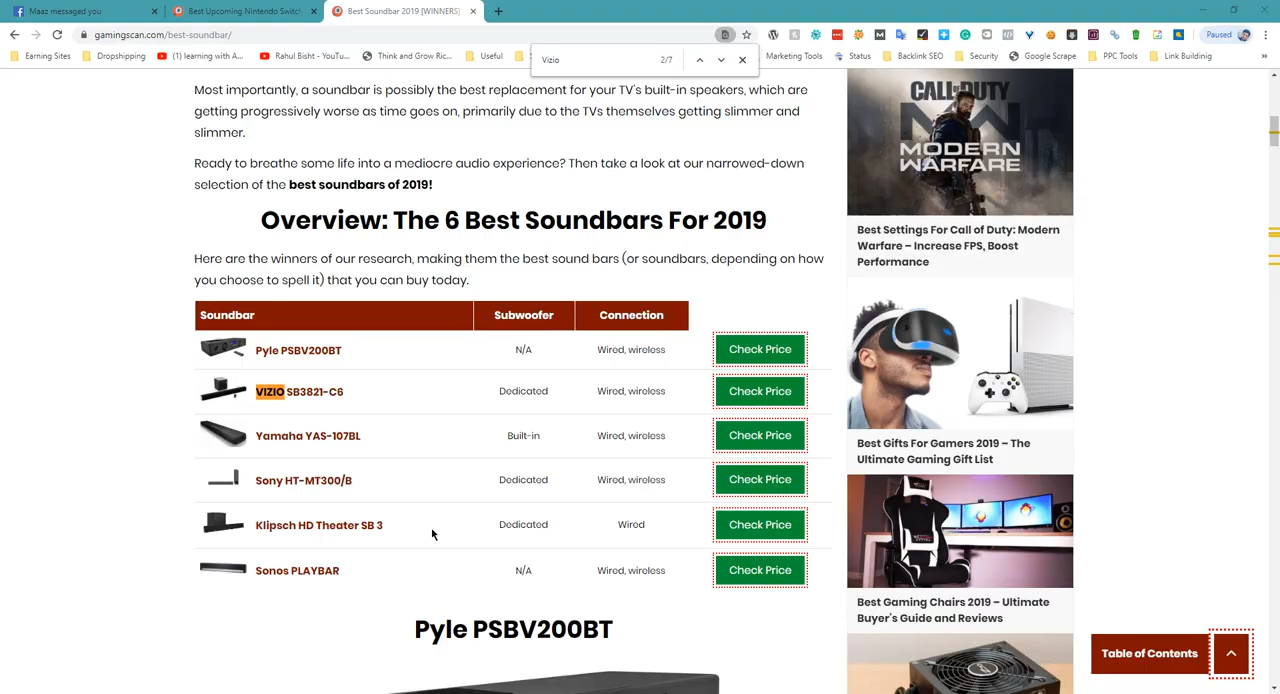 Maaz messaged you
Best Upcoming Nintendo Switch
Best Soundbar 2019 [WINNERS]
gamingscan.com/best-soundbar/
Paused
Earning Sites
Dropshipping
(1) learning with A...
Rahul Bisht - YouTu...
Think and Grow Ric...
Useful
S
Marketing Tools
Status
Backlink SEO
Security
Google Scrape
PPC Tools
Link Building
Vizio
2/7
Most importantly, a soundbar is possibly the best replacement for your TV's built-in speakers, which are
getting progressively worse as time goes on, primarily due to the TVs themselves getting slimmer and
slimmer.
Ready to breathe some life into a mediocre audio experience? Then take a look at our narrowed-down
selection of the best soundbars of 2019!
Overview: The 6 Best Soundbars For 2019
Here are the winners of our research, making them the best sound bars (or soundbars, depending on how
you choose to spell it) that you can buy today.
Soundbar Subwoofer Connection
Pyle PSBV200BT N/A Wired, wireless Check Price
VIZIO SB3821-C6 Dedicated Wired, wireless Check Price
Yamaha YAS-107BL Built-in Wired, wireless Check Price
Sony HT-MT300/B Dedicated Wired, wireless Check Price
Klipsch HD Theater SB 3 Dedicated Wired Check Price
Sonos PLAYBAR N/A Wired, wireless Check Price
Pyle PSBV200BT
CALL OF DUTY
MODERN
WARFARE
Best Settings For Call of Duty: Modern
Warfare – Increase FPS, Boost
Performance
Best Gifts For Gamers 2019 – The
Ultimate Gaming Gift List
Best Gaming Chairs 2019 – Ultimate
Buyer's Guide and Reviews
Table of Contents